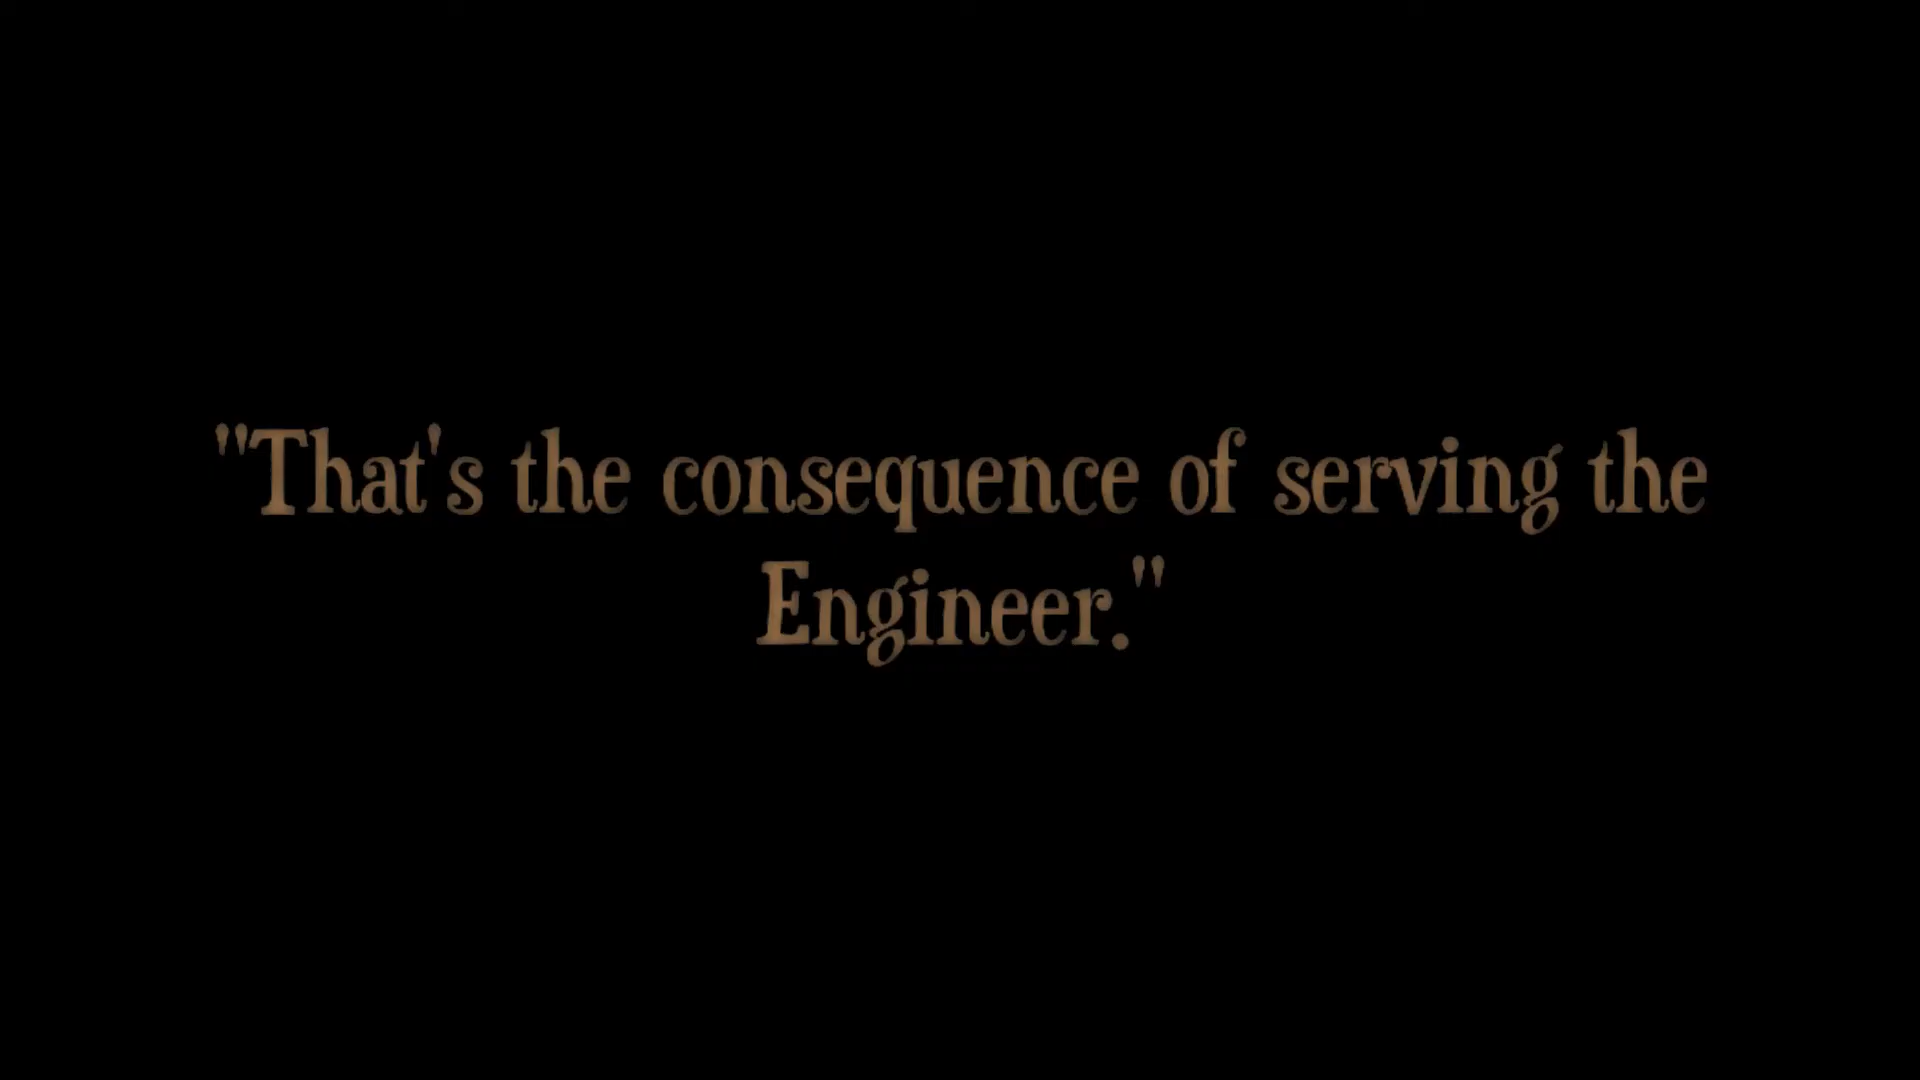 "That's the consequence of serving the
Engineer."